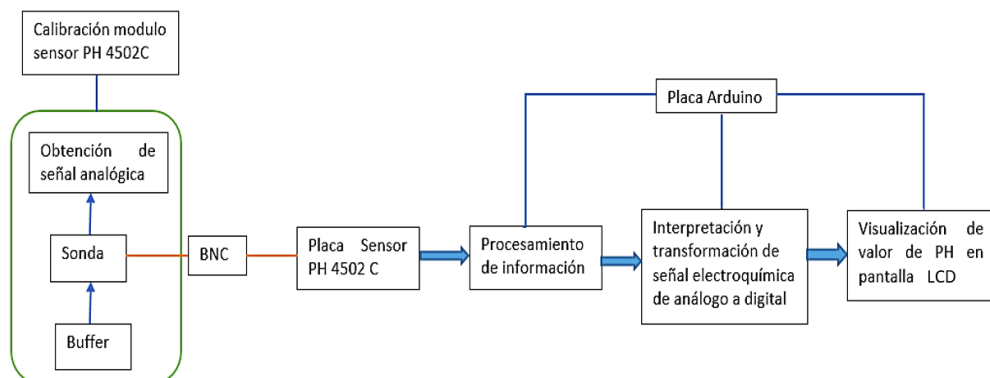 Calibración modulo
sensor PH 4502C
Placa Arduino
Obtención de
señal analógica
Sonda
BNC
Placa Sensor
PH 4502 C
Procesamiento
de información
Interpretación y
transformación de
señal electroquímica
de análogo a digital
Visualización de
valor de PH en
pantalla LCD
Buffer